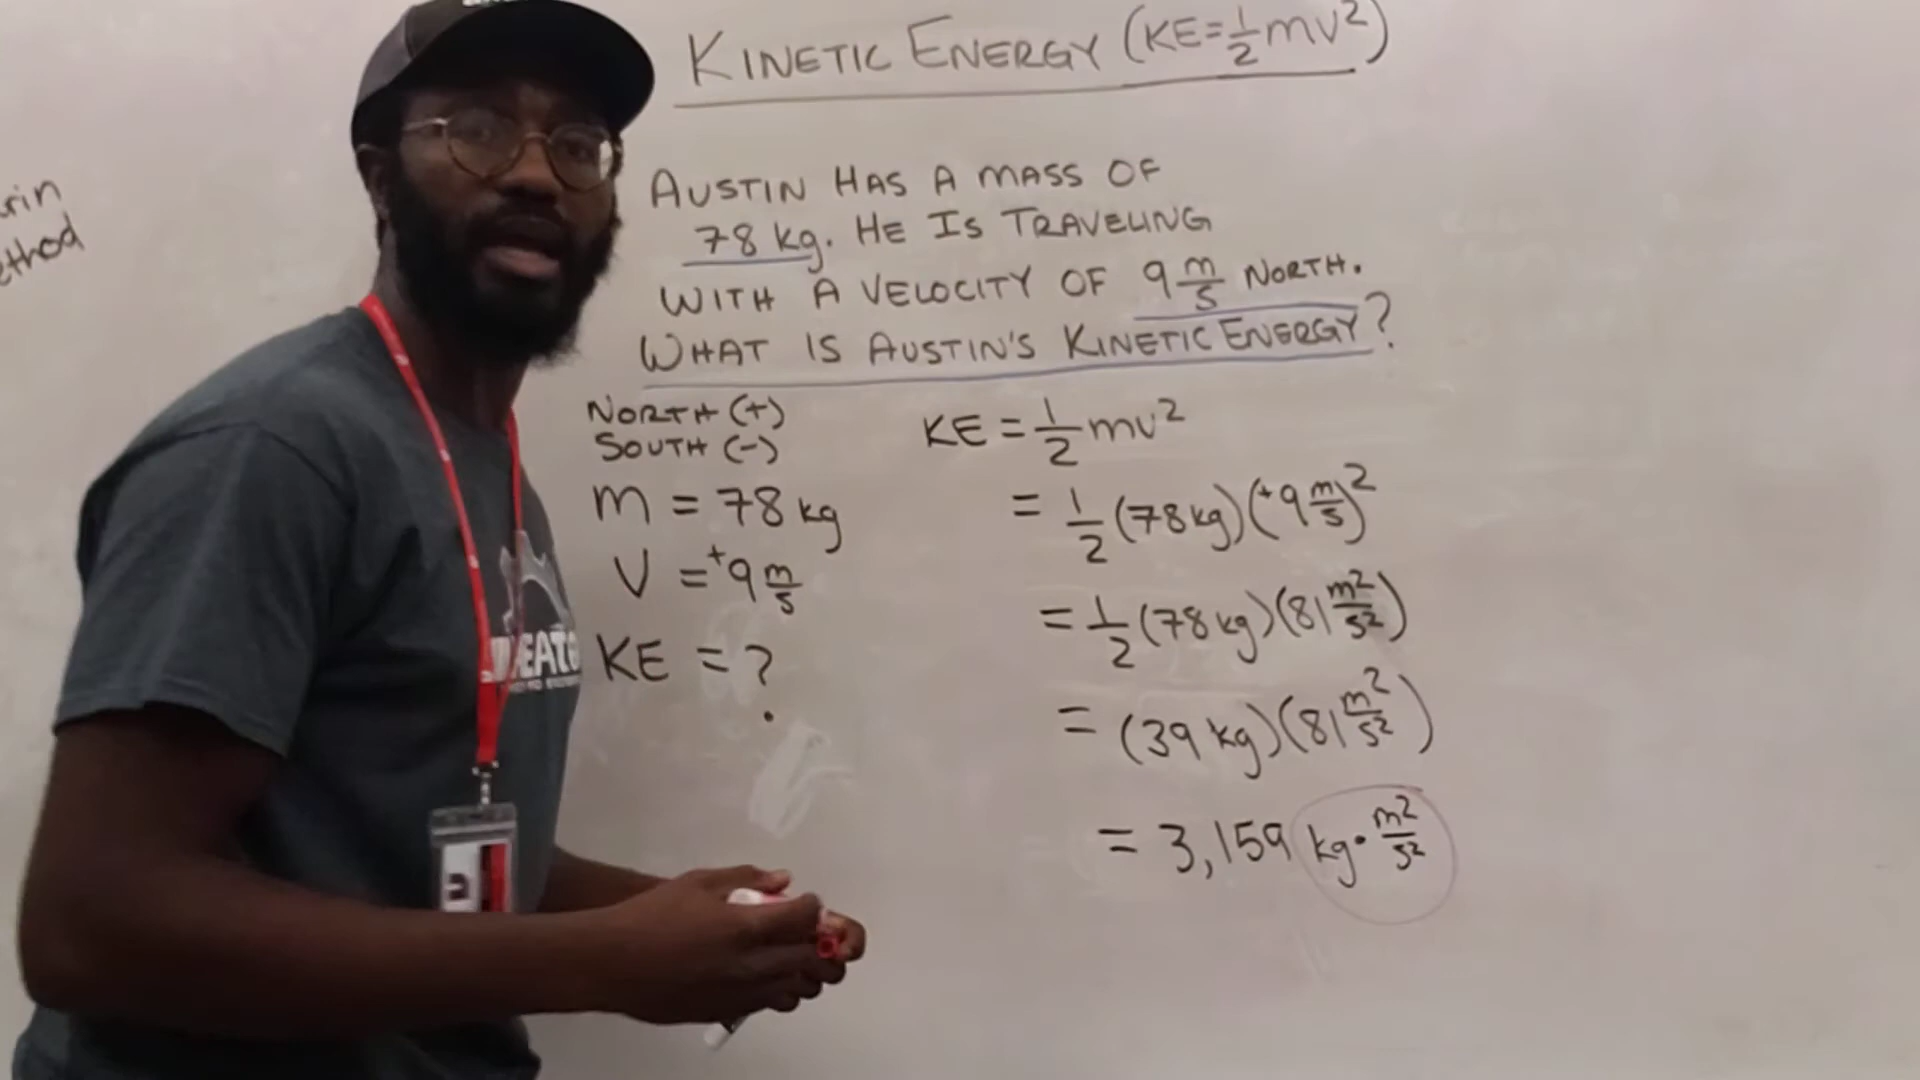 KINETIC ENERGY (KE=½mv²)
AUSTIN HAS A MASS OF
78 kg. HE IS TRAVELING
WITH A VELOCITY OF 9 m/s NORTH.
WHAT IS AUSTIN'S KINETIC ENERGY?
NORTH (+)
SOUTH (-)
m = 78 kg
V = +9 m/s
KE = ?
KE = ½mv²
= ½(78 kg)(+9 m/s)²
= ½(78 kg)(81 m²/s²)
= (39 kg)(81 m²/s²)
= 3,159 kg·m²/s²